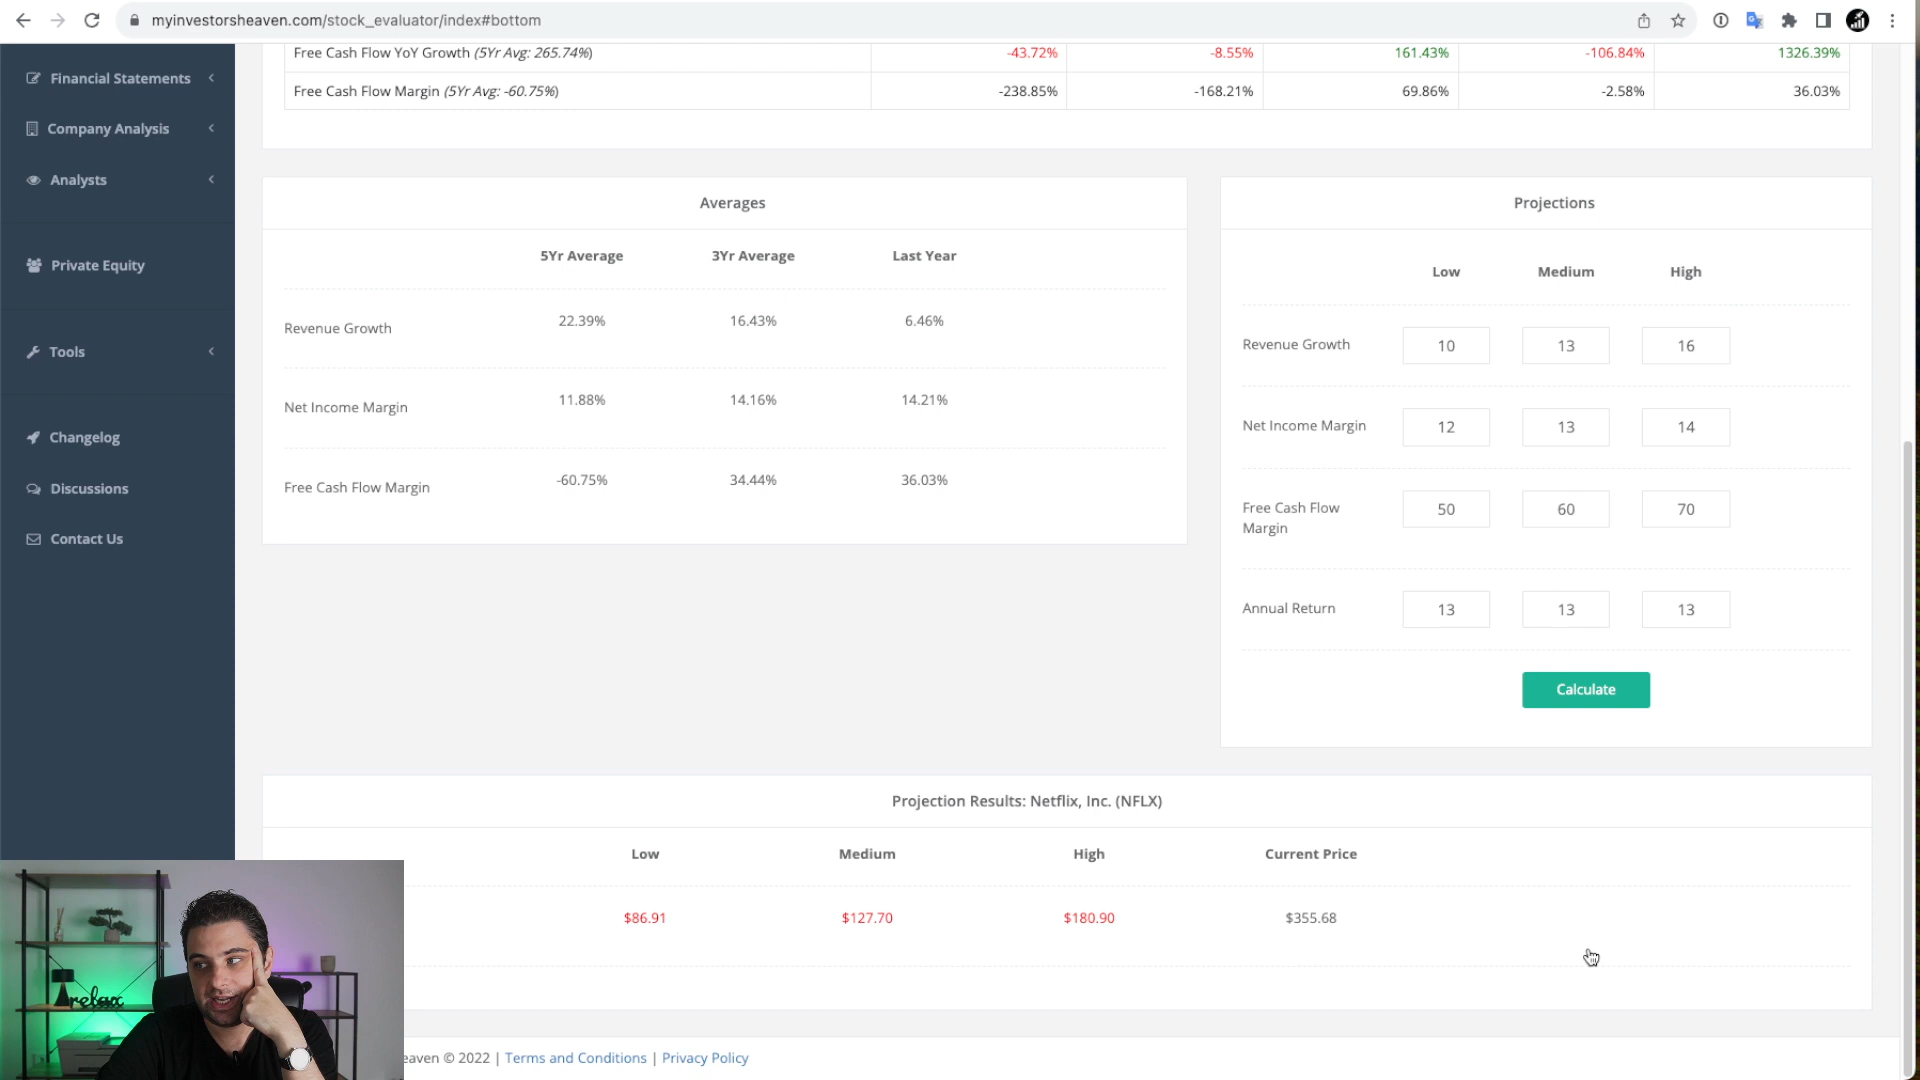 myinvestorsheaven.com/stock_evaluator/index#bottom
Free Cash Flow YoY Growth (5Yr Avg: 265.74%) -43.72% -8.55% 161.43% -106.84% 1326.39%
Free Cash Flow Margin (5Yr Avg: -60.75%) -238.85% -168.21% 69.86% -2.58% 36.03%
Financial Statements
Company Analysis
Analysts
Private Equity
Tools
Changelog
Discussions
Contact Us
Averages
5Yr Average 3Yr Average Last Year
Revenue Growth 22.39% 16.43% 6.46%
Net Income Margin 11.88% 14.16% 14.21%
Free Cash Flow Margin -60.75% 34.44% 36.03%
Projections
Low Medium High
Revenue Growth 10 13 16
Net Income Margin 12 13 14
Free Cash Flow 50 60 70
Margin
Annual Return 13 13 13
Calculate
Projection Results: Netflix, Inc. (NFLX)
Low Medium High Current Price
$86.91 $127.70 $180.90 $355.68
relax
eaven © 2022 | Terms and Conditions | Privacy Policy